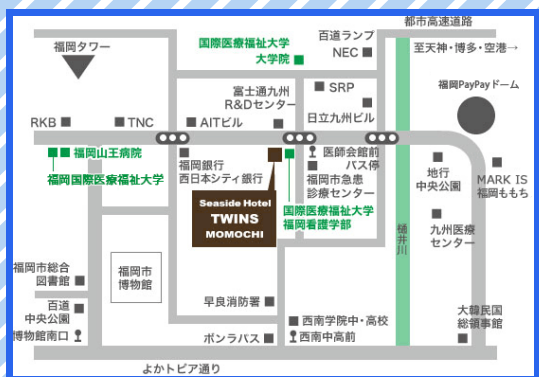 都市高速道路
福岡タワー
国際医療福祉大学
大学院
百道ランプ
NEC
至天神・博多・空港→
福岡PayPayドーム
富士通九州
R&Dセンター
SRP
日立九州ビル
RKB
TNC
AITビル
福岡山王病院
福岡国際医療福祉大学
福岡銀行
西日本シティ銀行
医師会館前
バス停
福岡市急患
診療センター
地行
中央公園
MARK IS
福岡ももち
Seaside Hotel
TWINS
MOMOCHI
国際医療福祉大学
福岡看護学部
樋井川
九州医療
センター
福岡市総合
図書館
福岡市
博物館
百道
中央公園
博物館南口
早良消防署
ボンラパス
西南学院中・高校
西南中高前
大韓民国
総領事館
よかトピア通り